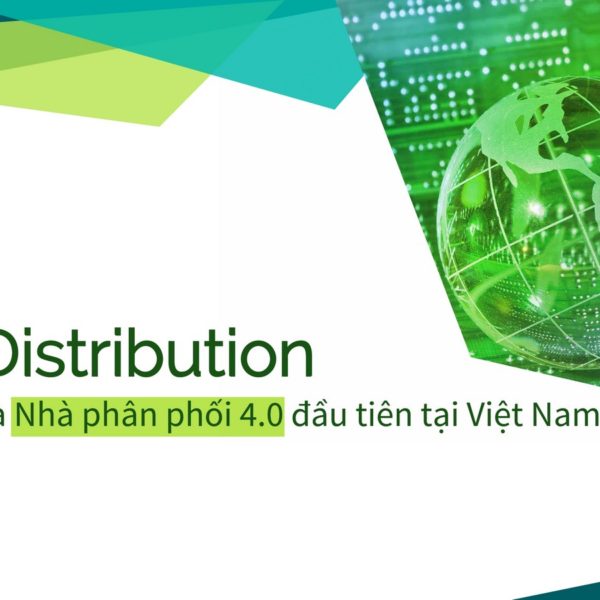 Distribution
a Nhà phân phối 4.0 đầu tiên tại Việt Nam